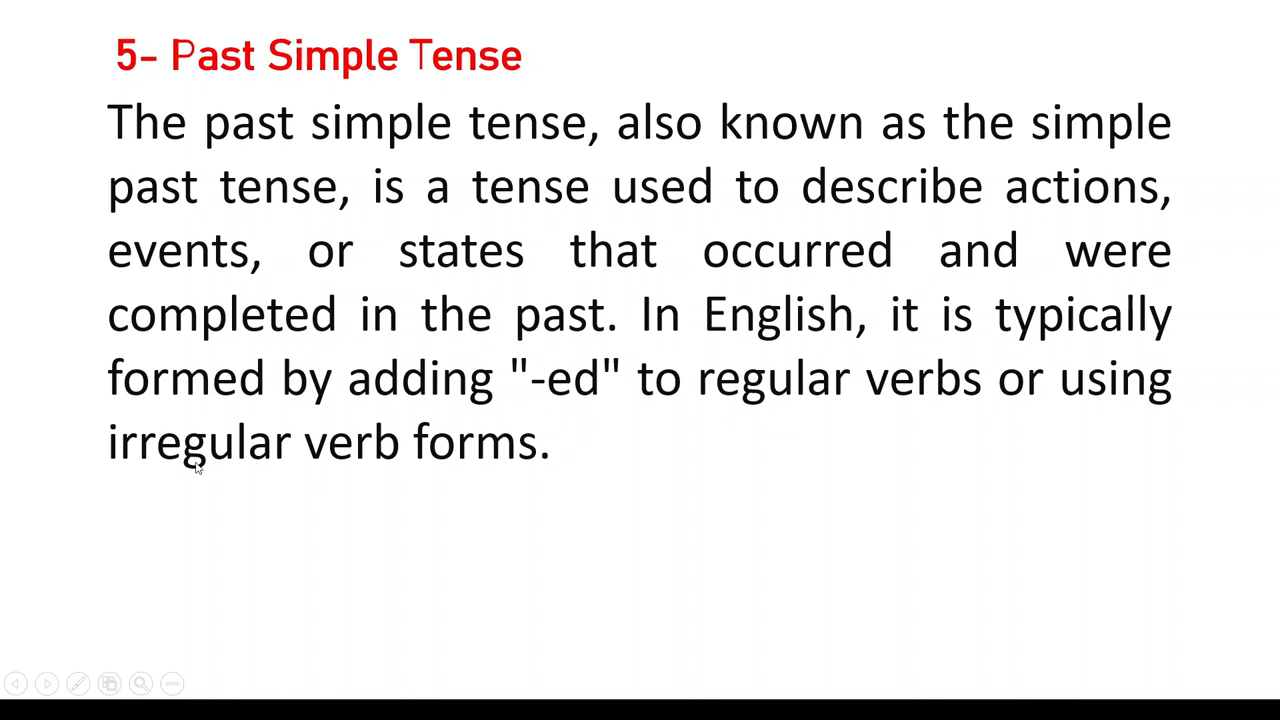 5- Past Simple Tense
The past simple tense, also known as the simple
past tense, is a tense used to describe actions,
events, or states that occurred and were
completed in the past. In English, it is typically
formed by adding "-ed" to regular verbs or using
irregular verb forms.